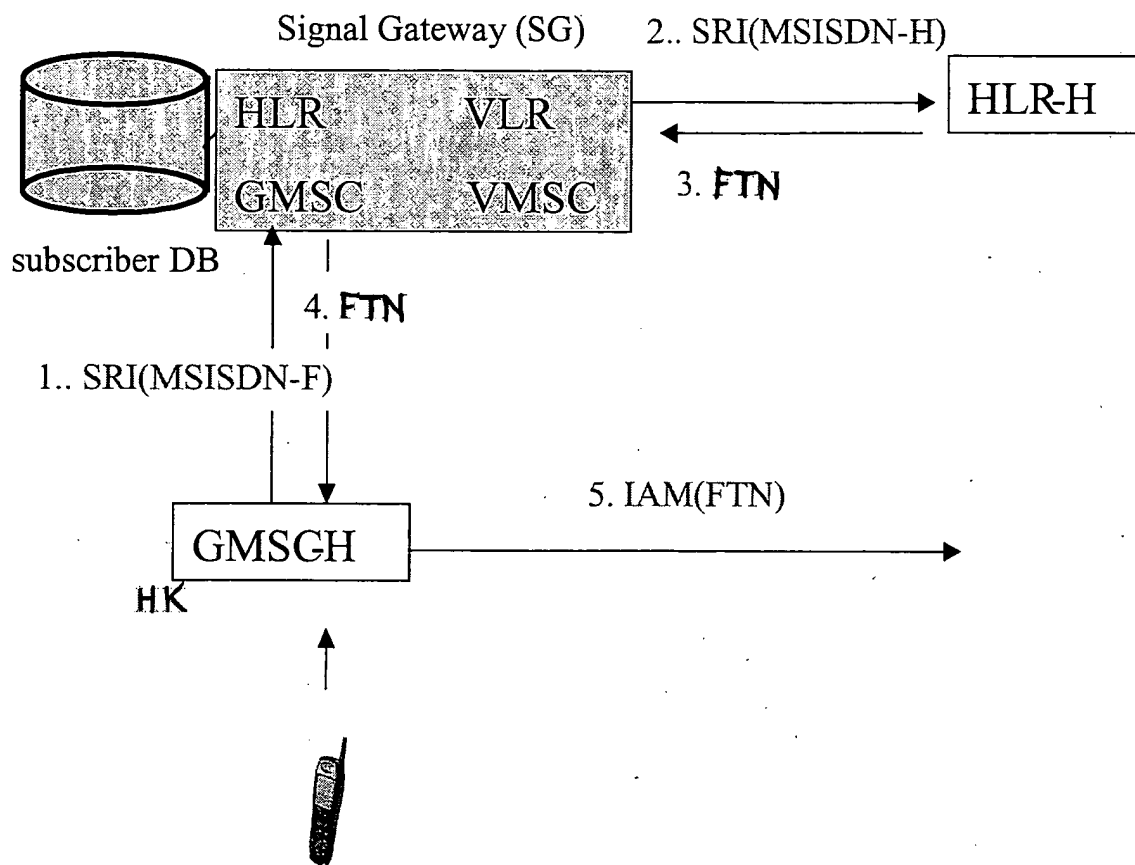 Signal Gateway (SG)
2.. SRI(MSISDN-H)
HLR
VLR
HLR-H
GMSC
VMSC
3. FTN
subscriber DB
4. FTN
1.. SRI(MSISDN-F)
5. IAM(FTN)
GMSC-H
HK